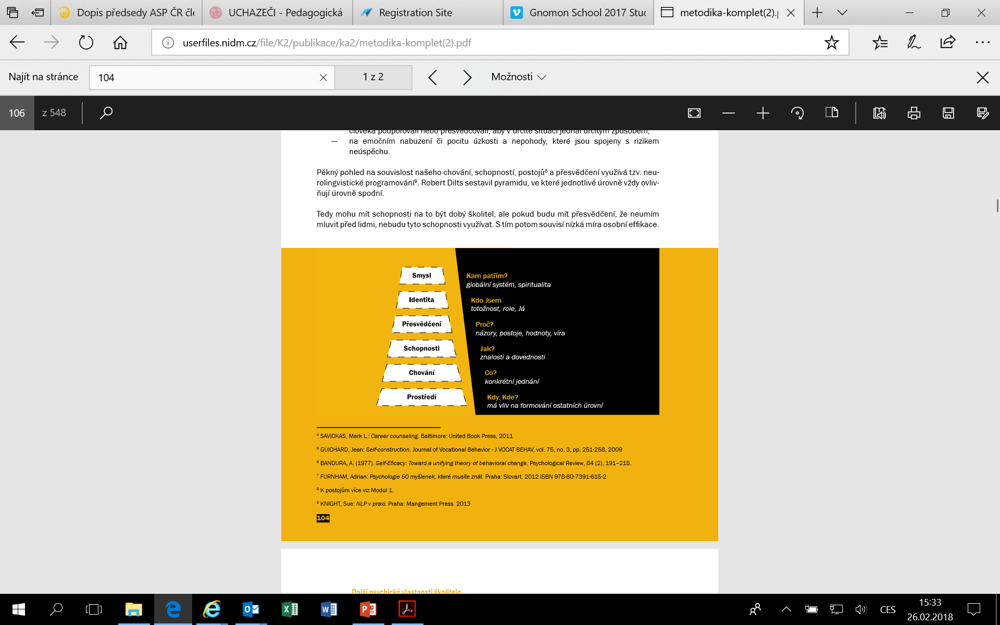 Dopis předsedy ASP ČR čle
UCHAZEČI - Pedagogická
Registration Site
Gnomon School 2017 Stud
metodika-komplet(2).p
userfiles.nidm.cz/file/K2/publikace/ka2/metodika-komplet(2).pdf
Najít na stránce
104
1 z 2
Možnosti
106 z 548
člověka podporovali nebo přesvědčovali, aby v určité situaci jednal určitým způsobem,
— na emočním nabuzení či pocitu úzkosti a nepohody, které jsou spojeny s rizikem
neúspěchu.
Pěkný pohled na souvislost našeho chování, schopností, postojů⁸ a přesvědčení využívá tzv. neu-
rolingvistické programování⁹. Robert Dilts sestavil pyramidu, ve které jednotlivé úrovně vždy ovliv-
ňují úrovně spodní.
Tedy mohu mít schopnosti na to být dobý školitel, ale pokud budu mít přesvědčení, že neumím
mluvit před lidmi, nebudu tyto schopnosti využívat. S tím potom souvisí nízká míra osobní effikace.
Smysl
Kam patřím?
globální systém, spiritualita
Identita
Kdo Jsem
totožnost, role, Já
Přesvědčení
Proč?
názory, postoje, hodnoty, víra
Schopnosti
Jak?
znalosti a dovednosti
Chování
Co?
konkrétní jednání
Prostředí
Kdy, Kde?
má vliv na formování ostatních úrovní
⁴ SAVICKAS, Mark L.: Career counseling. Baltimore: United Book Press, 2011
⁵ GUICHARD, Jean: Self-construction. Journal of Vocational Behavior - J VOCAT BEHAV, vol. 75, no. 3, pp. 251-258, 2009
⁶ BANDURA, A. (1977). Self-Eficacy: Toward a unifying theory of behavioral change. Psychological Review, 84 (2), 191–215.
⁷ FURNHAM, Adrian: Psychologie 50 myšlenek, které musíte znát. Praha: Slovart. 2012 ISBN 978-80-7391-615-2
⁸ K postojům více viz Modul 1.
⁹ KNIGHT, Sue: NLP v praxi. Praha: Mangement Press. 2013
104
Další psychické vlastnosti školitele
CES
15:33
26.02.2018